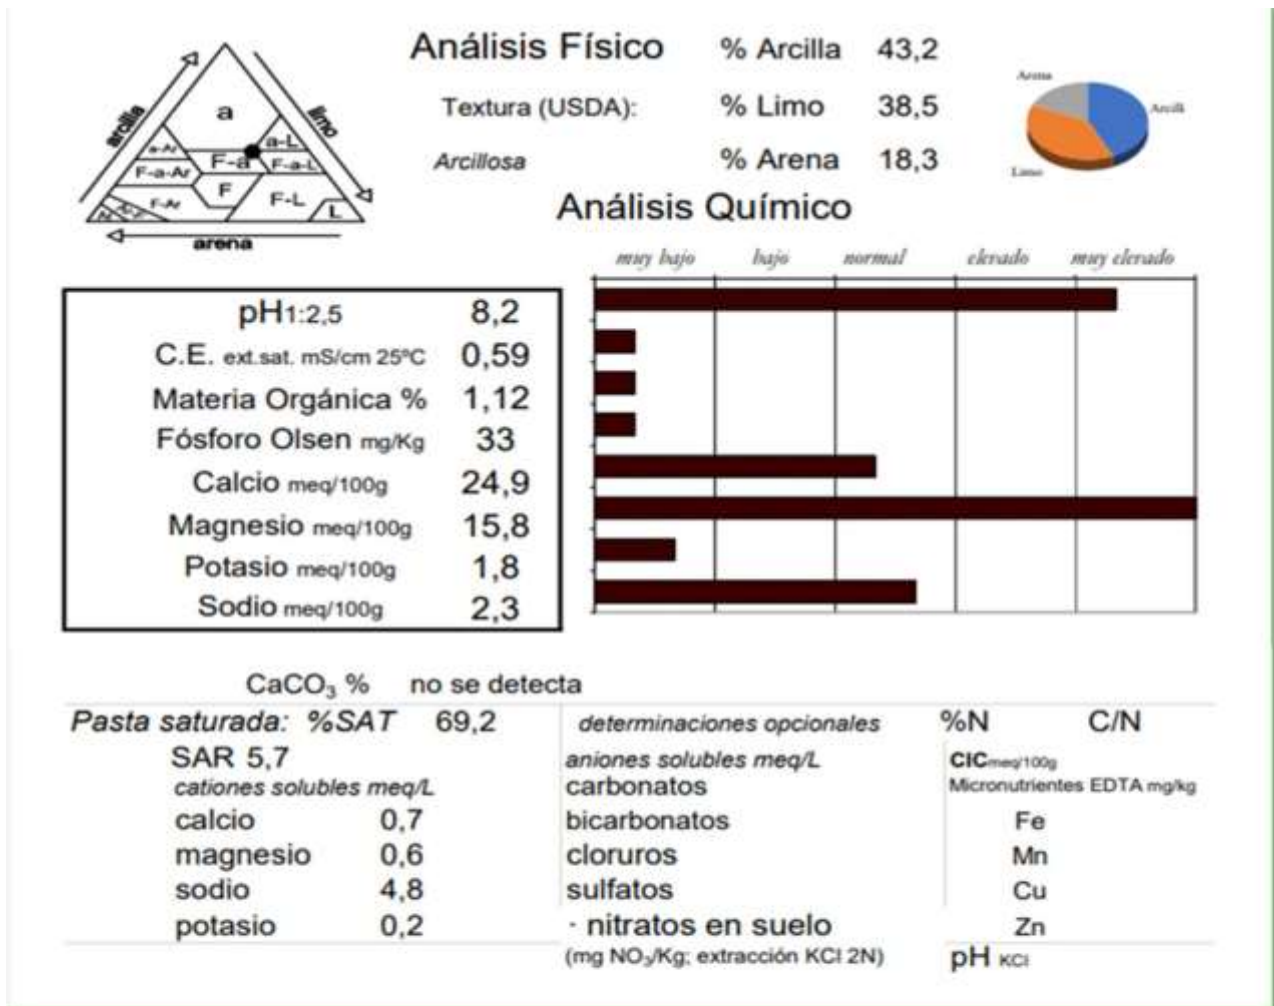 Análisis Físico
% Arcilla 43,2
Textura (USDA):
% Limo 38,5
Arcillosa
% Arena 18,3
arcilla
limo
arena
a
a-Ar
a-L
F-a
F-a-L
F-a-Ar
F
F-Ar
F-L
L
Arena
Arcilla
Limo
Análisis Químico
muy bajo bajo normal elevado muy elevado
pH1:2,5 8,2
C.E. ext.sat. mS/cm 25ºC 0,59
Materia Orgánica % 1,12
Fósforo Olsen mg/Kg 33
Calcio meq/100g 24,9
Magnesio meq/100g 15,8
Potasio meq/100g 1,8
Sodio meq/100g 2,3
CaCO₃ % no se detecta
Pasta saturada: %SAT 69,2
SAR 5,7
cationes solubles meq/L
calcio 0,7
magnesio 0,6
sodio 4,8
potasio 0,2
determinaciones opcionales
aniones solubles meq/L
carbonatos
bicarbonatos
cloruros
sulfatos
· nitratos en suelo
(mg NO₃/Kg; extracción KCl 2N)
%N C/N
CICmeq/100g
Micronutrientes EDTA mg/kg
Fe
Mn
Cu
Zn
pH KCl